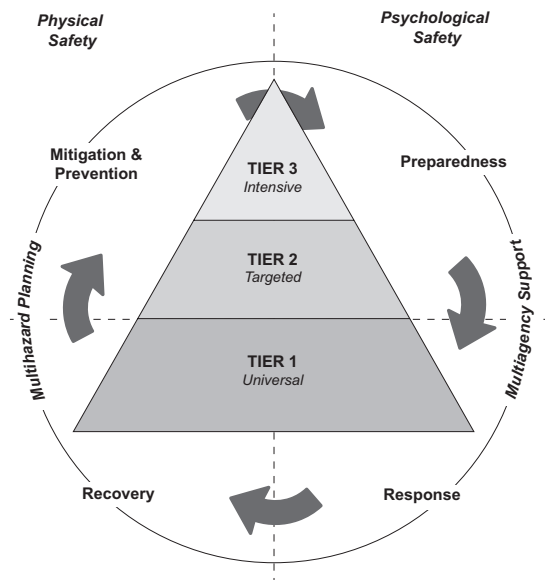 Physical
Safety
Psychological
Safety
Mitigation &
Prevention
Preparedness
TIER 3
Intensive
Multihazard Planning
TIER 2
Targeted
Multiagency Support
TIER 1
Universal
Recovery
Response